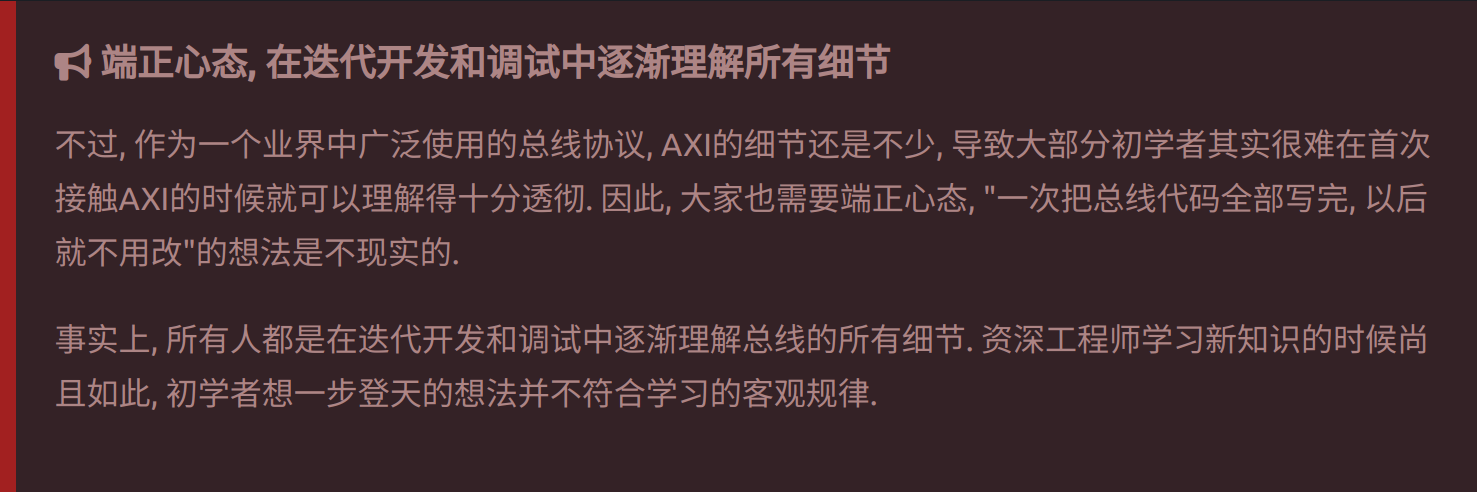 端正心态, 在迭代开发和调试中逐渐理解所有细节
不过, 作为一个业界中广泛使用的总线协议, AXI的细节还是不少, 导致大部分初学者其实很难在首次
接触AXI的时候就可以理解得十分透彻. 因此, 大家也需要端正心态, "一次把总线代码全部写完, 以后
就不用改"的想法是不现实的.
事实上, 所有人都是在迭代开发和调试中逐渐理解总线的所有细节. 资深工程师学习新知识的时候尚
且如此, 初学者想一步登天的想法并不符合学习的客观规律.